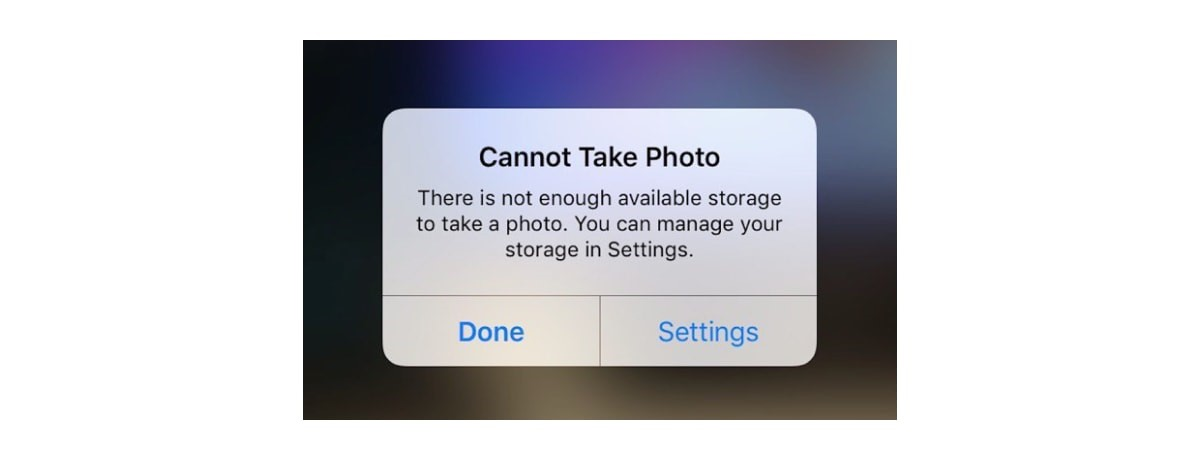 Cannot Take Photo
There is not enough available storage
to take a photo. You can manage your
storage in Settings.
Done
Settings